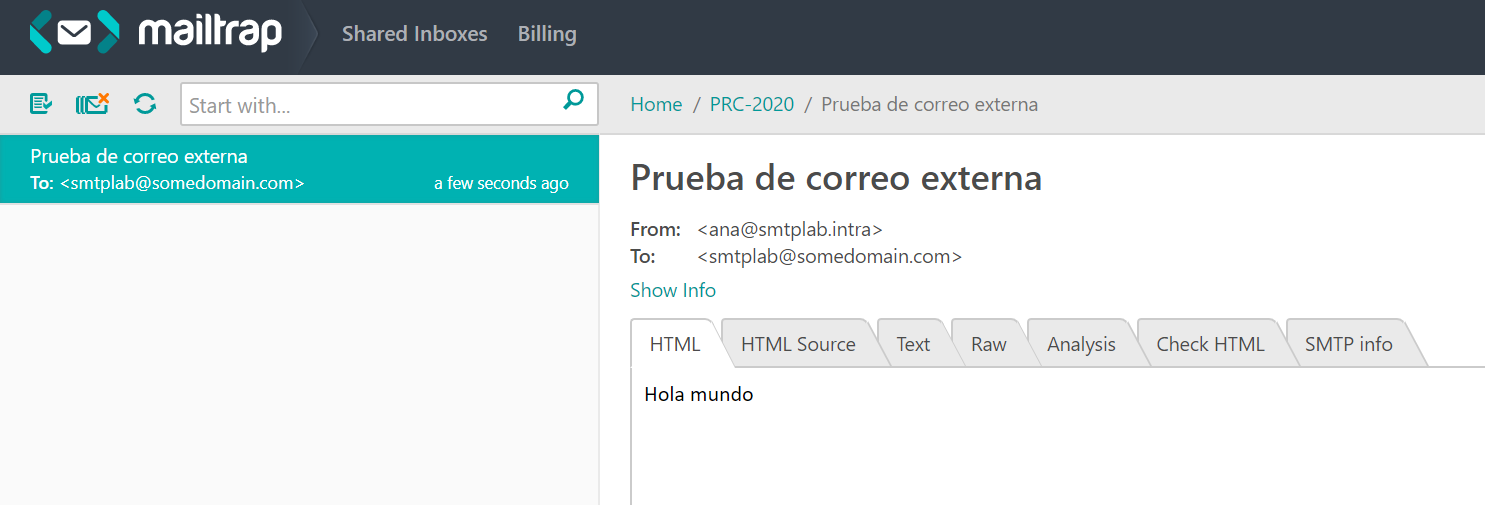 mailtrap Shared Inboxes Billing
Start with...
Home / PRC-2020 / Prueba de correo externa
Prueba de correo externa
To: <smtplab@somedomain.com> a few seconds ago
Prueba de correo externa
From: <ana@smtplab.intra>
To: <smtplab@somedomain.com>
Show Info
HTML HTML Source Text Raw Analysis Check HTML SMTP info
Hola mundo